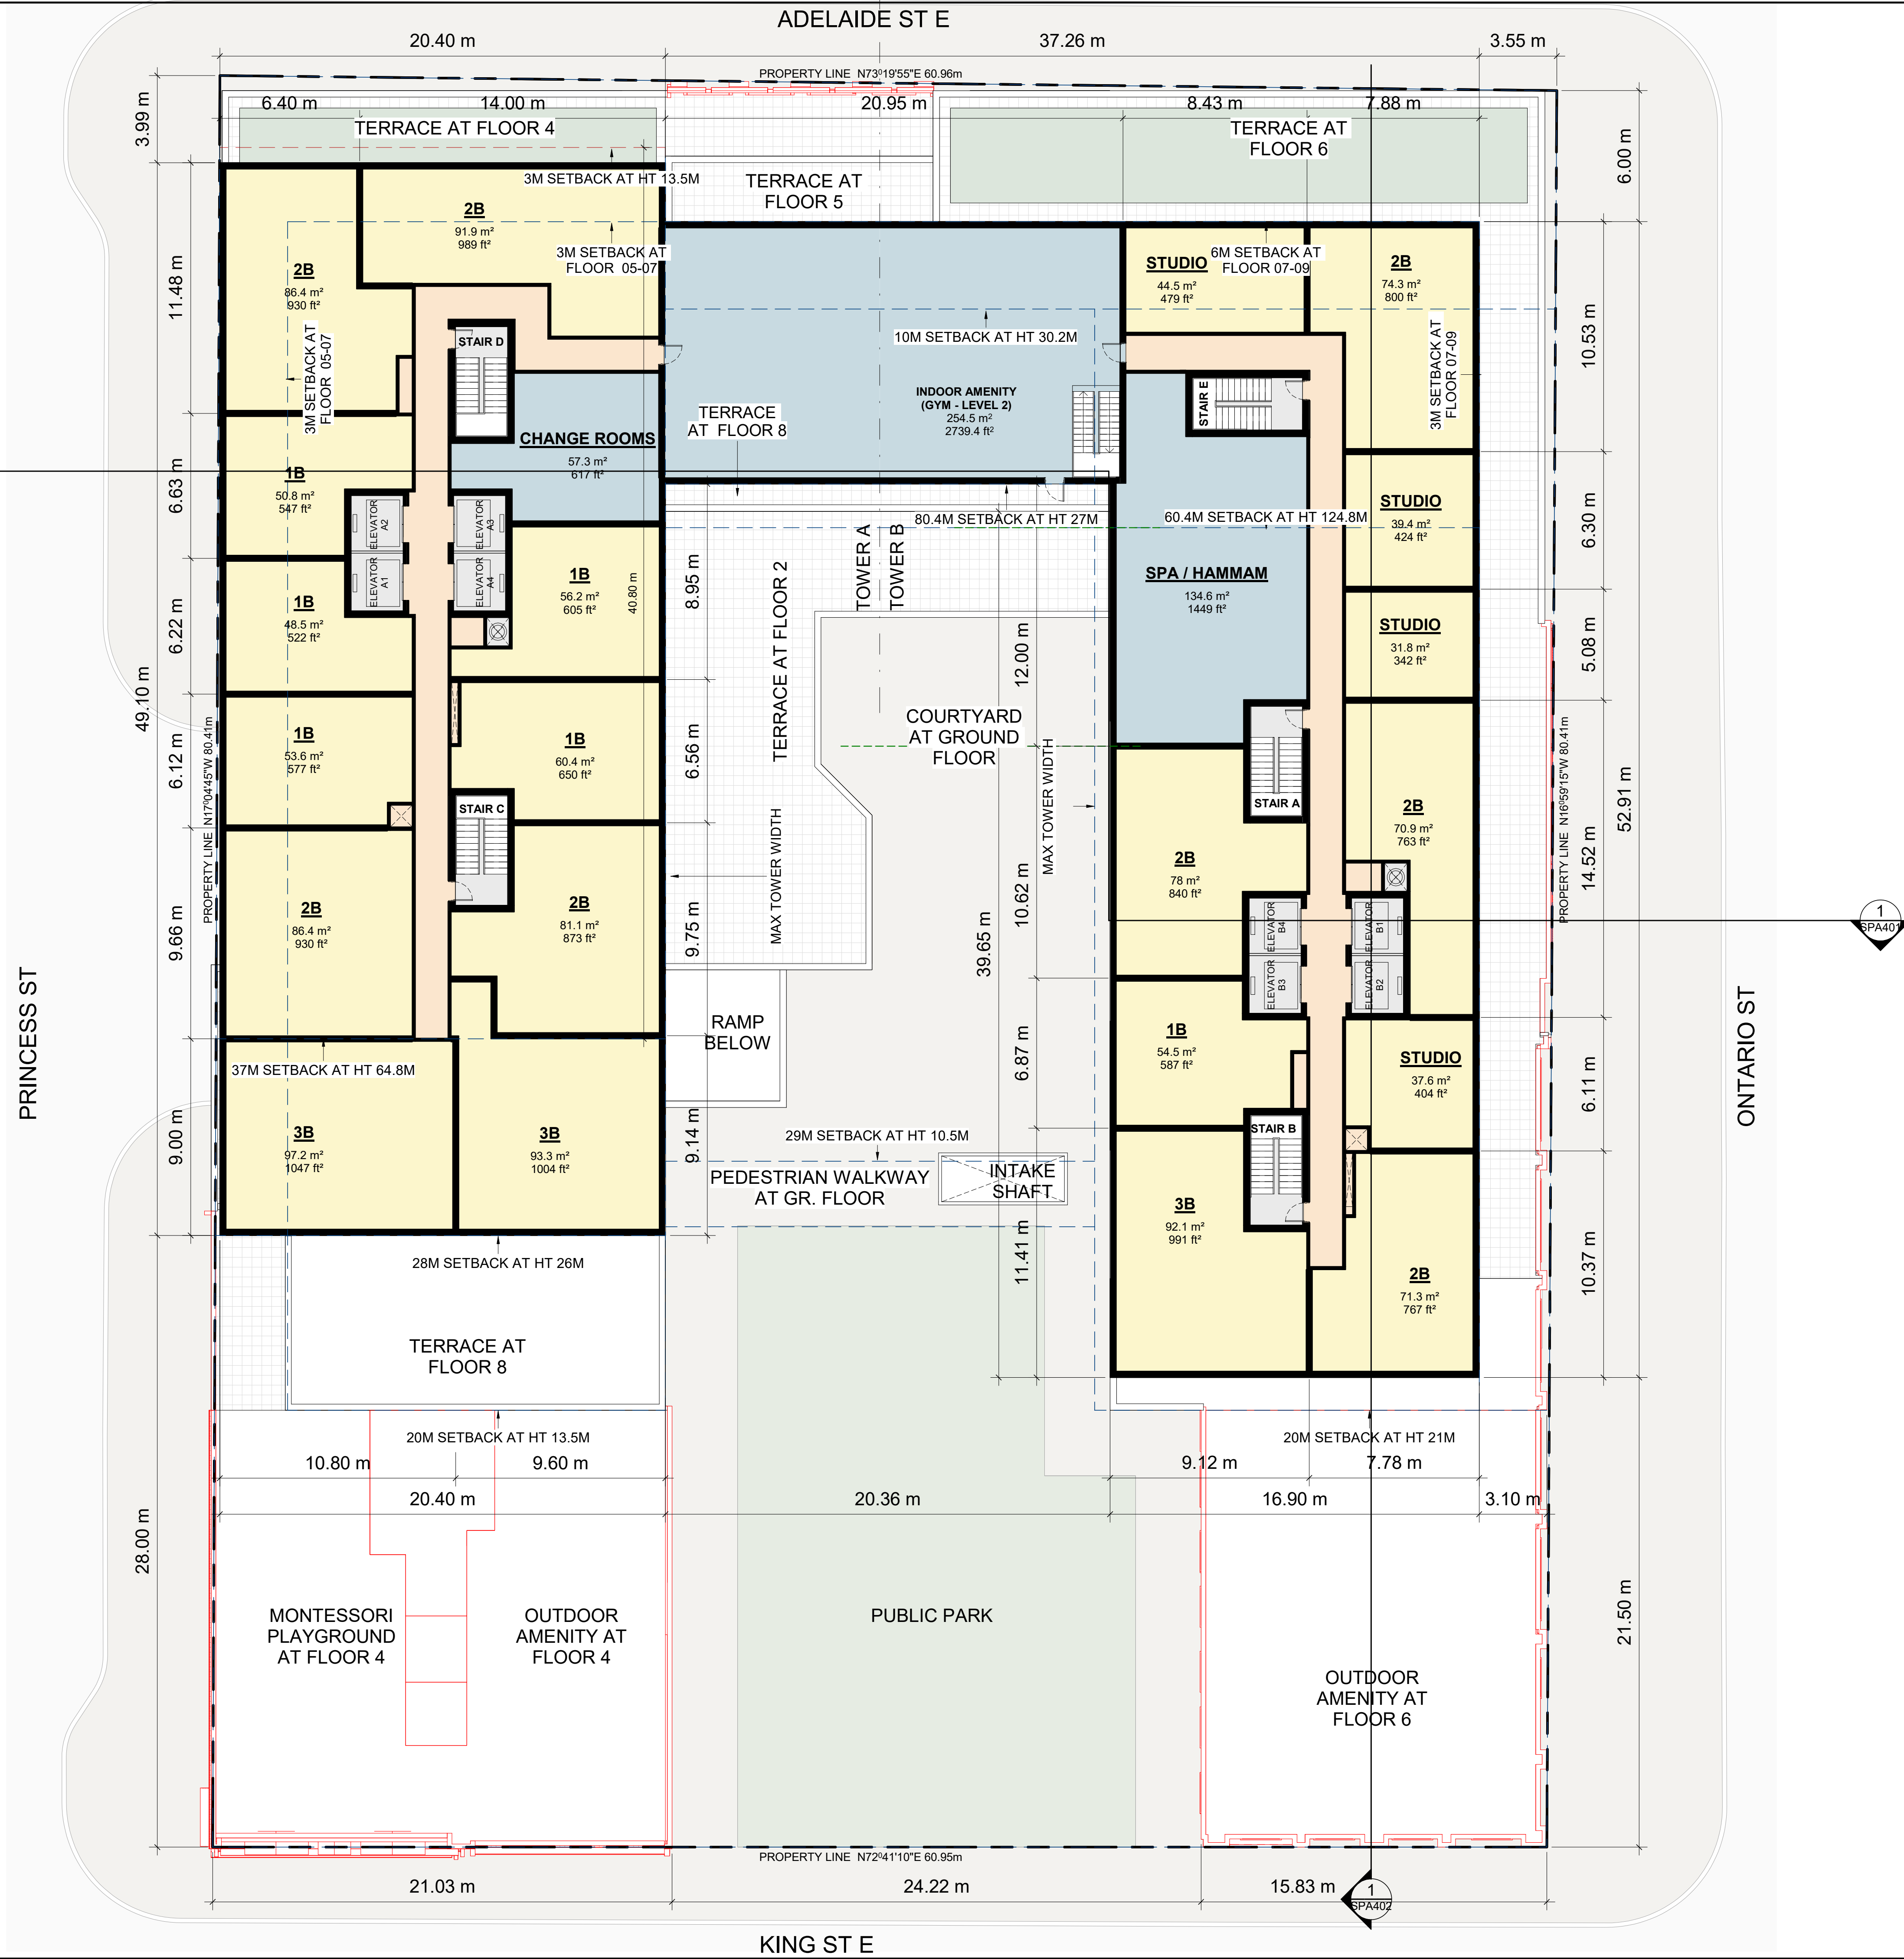 ADELAIDE ST E
20.40 m
37.26 m
3.55 m
PROPERTY LINE N73⁰19'55"E 60.96m
3.99 m
6.40 m
14.00 m
20.95 m
8.43 m
7.88 m
6.00 m
TERRACE AT FLOOR 4
TERRACE AT
FLOOR 6
3M SETBACK AT HT 13.5M
TERRACE AT
FLOOR 5
2B
91.9 m²
989 ft²
3M SETBACK AT
FLOOR 05-07
2B
86.4 m²
930 ft²
3M SETBACK AT
FLOOR 05-07
11.48 m
STUDIO
44.5 m²
479 ft²
6M SETBACK AT
FLOOR 07-09
2B
74.3 m²
800 ft²
3M SETBACK AT
FLOOR 07-09
10.53 m
STAIR D
10M SETBACK AT HT 30.2M
INDOOR AMENITY
(GYM - LEVEL 2)
254.5 m²
2739.4 ft²
TERRACE
AT FLOOR 8
STAIR E
CHANGE ROOMS
57.3 m²
617 ft²
6.63 m
1B
50.8 m²
547 ft²
ELEVATOR
A2
ELEVATOR
A3
ELEVATOR
A1
ELEVATOR
A4
80.4M SETBACK AT HT 27M
60.4M SETBACK AT HT 124.8M
STUDIO
39.4 m²
424 ft²
6.30 m
TOWER A
TOWER B
TERRACE AT FLOOR 2
1B
56.2 m²
605 ft²
40.80 m
8.95 m
SPA / HAMMAM
134.6 m²
1449 ft²
6.22 m
1B
48.5 m²
522 ft²
STUDIO
31.8 m²
342 ft²
5.08 m
12.00 m
49.10 m
PROPERTY LINE N17⁰04'45"W 80.41m
6.12 m
1B
53.6 m²
577 ft²
1B
60.4 m²
650 ft²
6.56 m
COURTYARD
AT GROUND
FLOOR
MAX TOWER WIDTH
MAX TOWER WIDTH
STAIR C
STAIR A
2B
70.9 m²
763 ft²
14.52 m
52.91 m
PROPERTY LINE N16⁰59'15"W 80.41m
2B
78 m²
840 ft²
10.62 m
39.65 m
9.66 m
2B
86.4 m²
930 ft²
2B
81.1 m²
873 ft²
9.75 m
ELEVATOR
B4
ELEVATOR
B1
ELEVATOR
B3
ELEVATOR
B2
1
SPA401
PRINCESS ST
ONTARIO ST
RAMP
BELOW
1B
54.5 m²
587 ft²
6.87 m
STUDIO
37.6 m²
404 ft²
6.11 m
37M SETBACK AT HT 64.8M
9.00 m
3B
97.2 m²
1047 ft²
3B
93.3 m²
1004 ft²
9.14 m
29M SETBACK AT HT 10.5M
PEDESTRIAN WALKWAY
AT GR. FLOOR
INTAKE
SHAFT
STAIR B
3B
92.1 m²
991 ft²
11.41 m
2B
71.3 m²
767 ft²
10.37 m
28M SETBACK AT HT 26M
TERRACE AT
FLOOR 8
20M SETBACK AT HT 13.5M
20M SETBACK AT HT 21M
10.80 m
9.60 m
9.12 m
7.78 m
20.40 m
20.36 m
16.90 m
3.10 m
28.00 m
21.50 m
MONTESSORI
PLAYGROUND
AT FLOOR 4
OUTDOOR
AMENITY AT
FLOOR 4
PUBLIC PARK
OUTDOOR
AMENITY AT
FLOOR 6
PROPERTY LINE N72⁰41'10"E 60.95m
21.03 m
24.22 m
15.83 m
1
SPA402
KING ST E